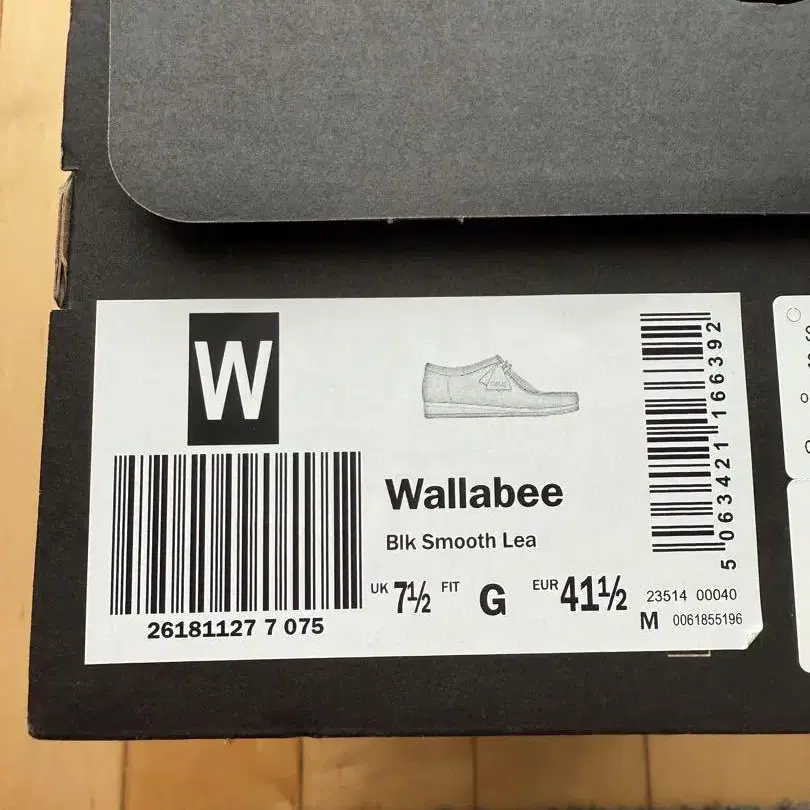 W
26181127 7 075
Wallabee
Blk Smooth Lea
UK 7½ FIT G EUR 41½
5 063421 166392
23514 00040
M 0061855196